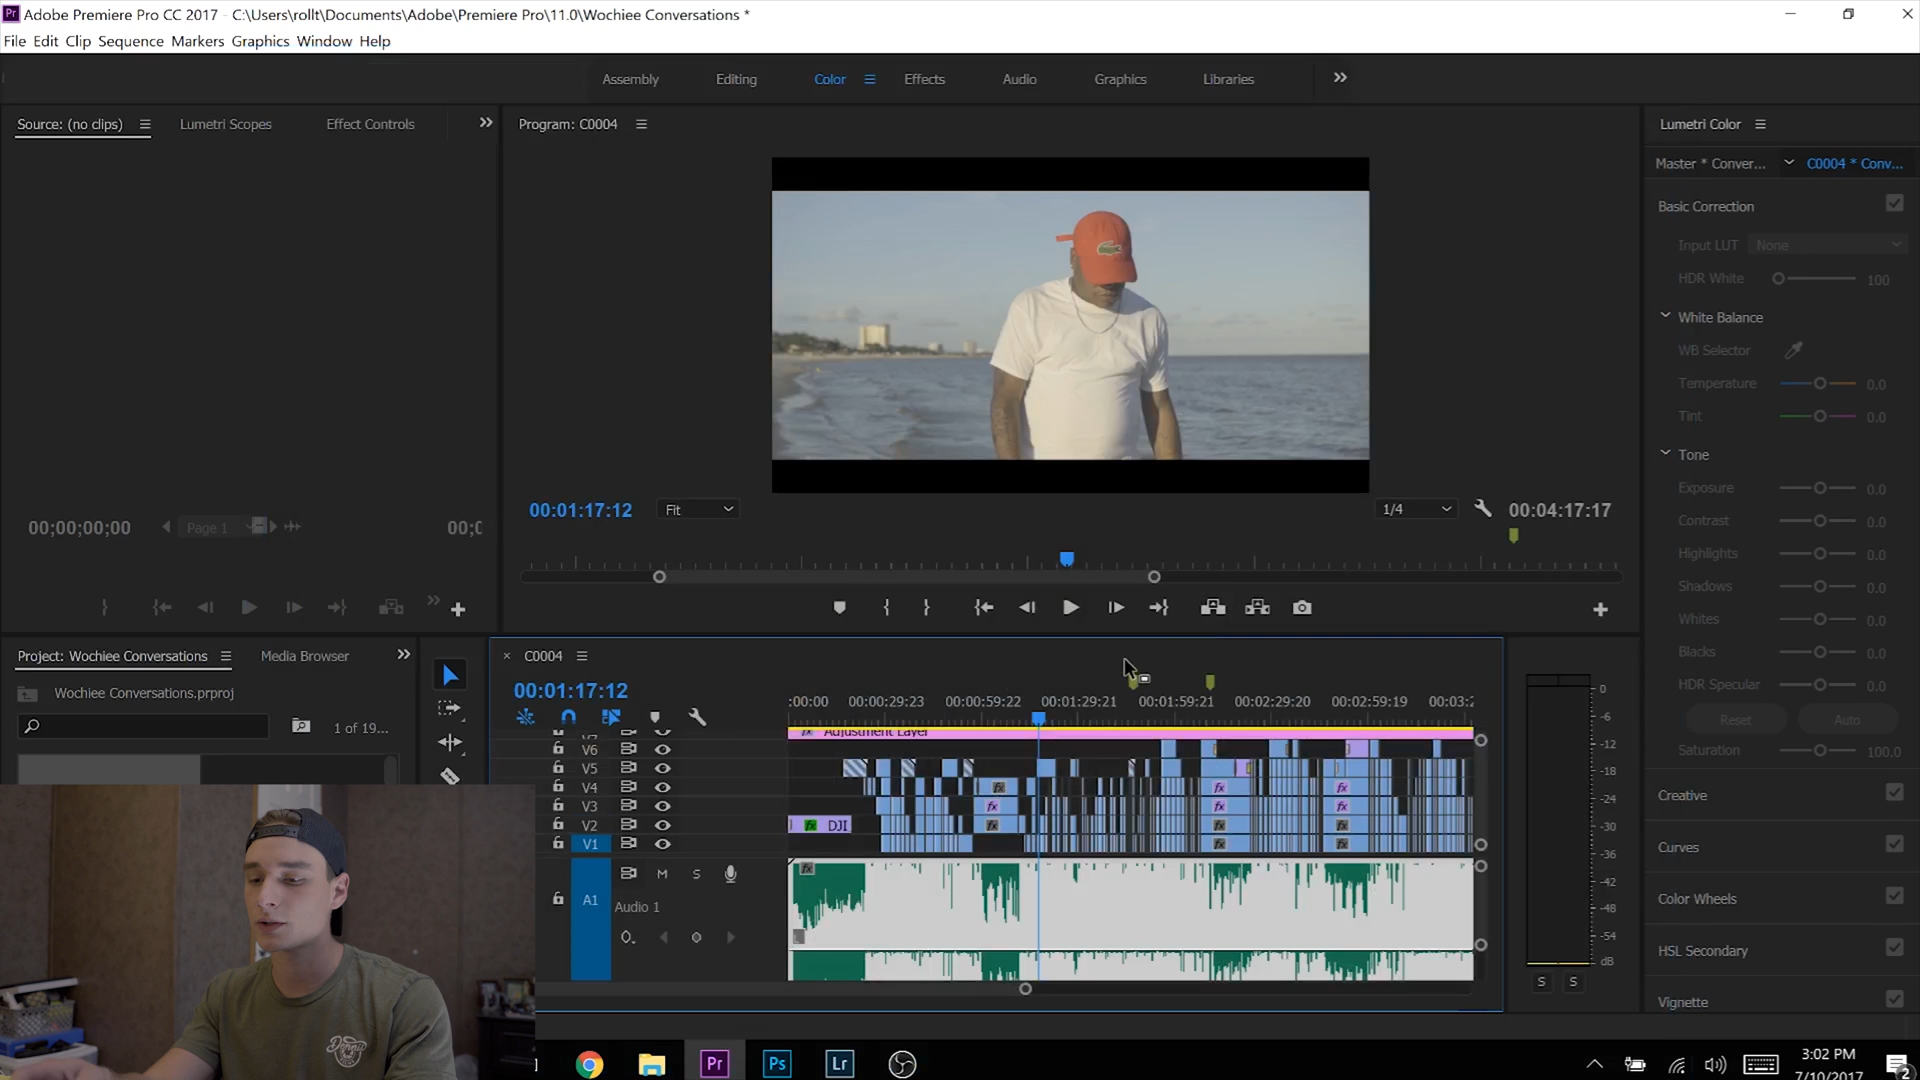 Adobe Premiere Pro CC 2017 - C:\Users\rollt\Documents\Adobe\Premiere Pro\11.0\Wochiee Conversations *
File Edit Clip Sequence Markers Graphics Window Help
Assembly Editing Color Effects Audio Graphics Libraries
Source: (no clips) Lumetri Scopes Effect Controls
Program: C0004
Lumetri Color
Master * Conver... C0004 * Conv...
Basic Correction
Input LUT None
HDR White 100
White Balance
WB Selector
Temperature 0.0
Tint 0.0
Tone
Exposure 0.0
Contrast 0.0
Highlights 0.0
Shadows 0.0
Whites 0.0
Blacks 0.0
HDR Specular 0.0
Reset Auto
Saturation 100.0
Creative
Curves
Color Wheels
HSL Secondary
Vignette
00:01:17:12 Fit 1/4 00:04:17:17
00;00;00;00 Page 1
Project: Wochiee Conversations Media Browser
Wochiee Conversations.prproj
1 of 19...
C0004
00:01:17:12
:00:00 00:00:29:23 00:00:59:22 00:01:29:21 00:01:59:21 00:02:29:20 00:02:59:19
Adjustment Layer
V6
V5
V4
V3
V2 fx DJI
V1
A1 M S
Audio 1
0
-6
-12
-18
-24
-30
-36
-42
-48
-54
dB
S S
Pr Ps Lr
3:02 PM
7/10/2017
2